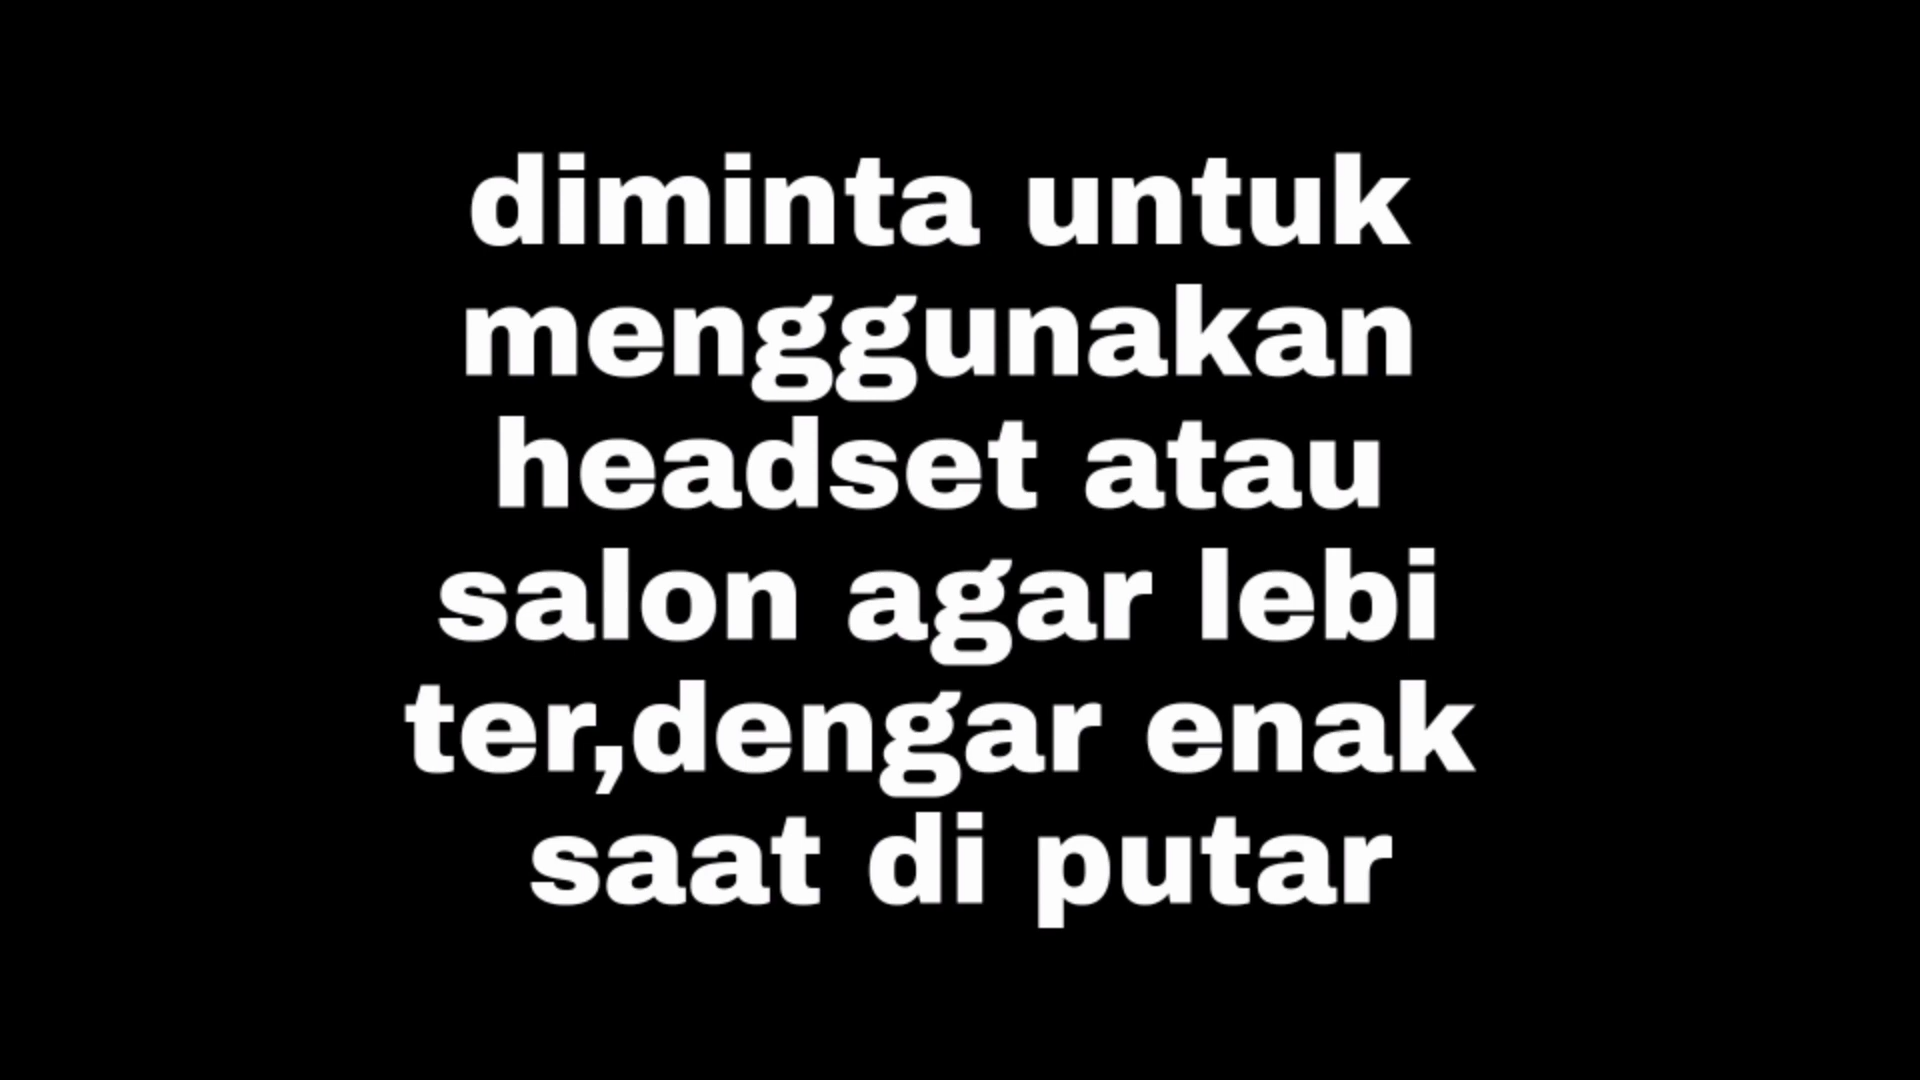 diminta untuk
menggunakan
headset atau
salon agar lebi
ter,dengar enak
saat di putar